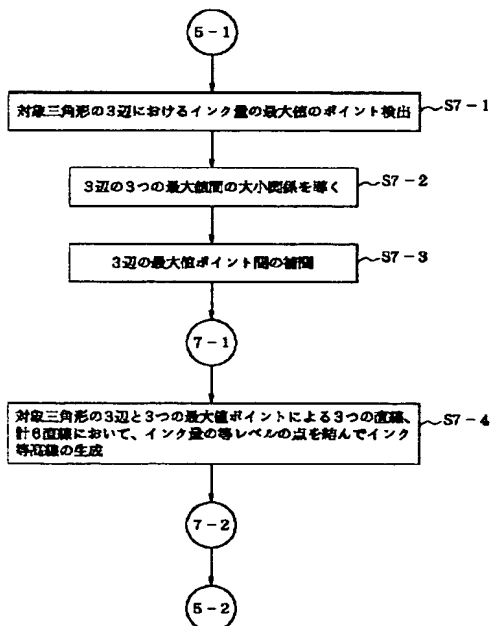 5-1
対象三角形の3辺におけるインク量の最大値のポイント検出
S7-1
3辺の3つの最大値間の大小関係を導く
S7-2
3辺の最大値ポイント間の補間
S7-3
7-1
対象三角形の3辺と3つの最大値ポイントによる3つの直線、
計6直線において、インク量の等レベルの点を結んでインク
等高線の生成
S7-4
7-2
5-2